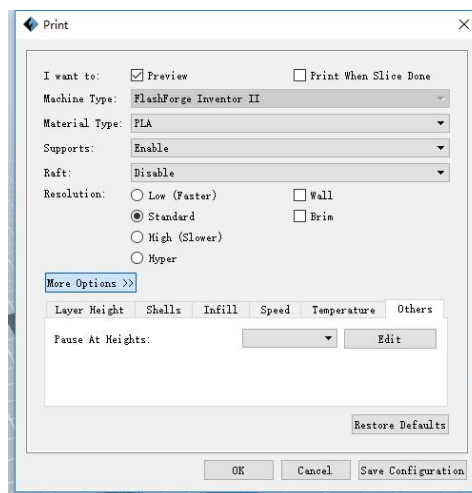 Print
I want to: Preview Print When Slice Done
Machine Type: FlashForge Inventor II
Material Type: PLA
Supports: Enable
Raft: Disable
Resolution: Low (Faster) Wall
Standard Brim
High (Slower)
Hyper
More Options >>
Layer Height Shells Infill Speed Temperature Others
Pause At Heights: Edit
Restore Defaults
OK Cancel Save Configuration